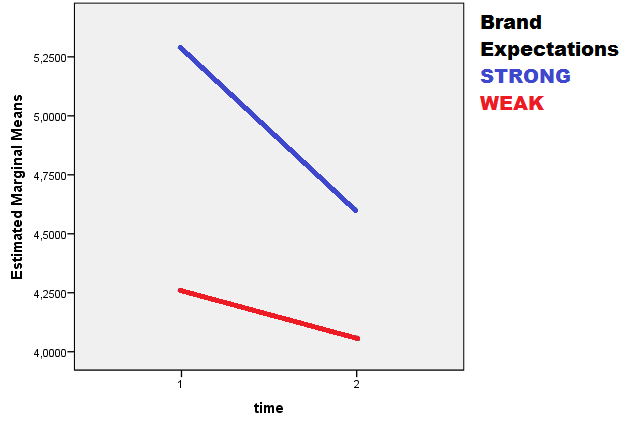 Brand
Expectations
STRONG
WEAK
Estimated Marginal Means
5,2500
5,0000
4,7500
4,5000
4,2500
4,0000
1
2
time